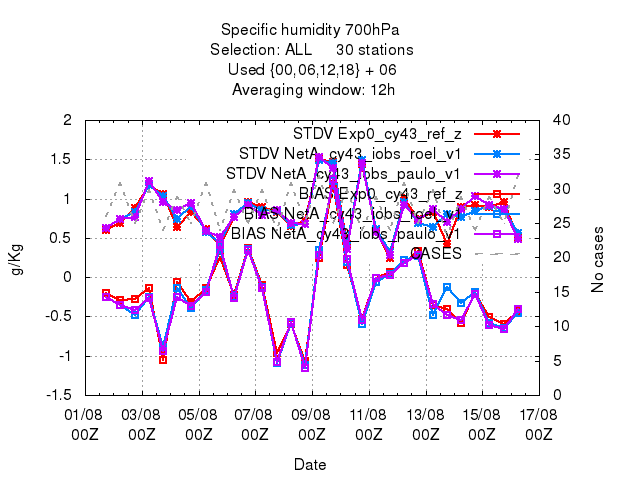 Specific humidity 700hPa
Selection: ALL 30 stations
Used {00,06,12,18} + 06
Averaging window: 12h
STDV Exp0_cy43_ref_z
STDV NetA_cy43_iobs_roel_v1
STDV NetA_cy43_iobs_paulo_v1
BIAS Exp0_cy43_ref_z
BIAS NetA_cy43_iobs_roel_v1
BIAS NetA_cy43_iobs_paulo_v1
CASES
2
1.5
1
0.5
0
-0.5
-1
-1.5
g/Kg
40
35
30
25
20
15
10
5
0
No cases
01/08 03/08 05/08 07/08 09/08 11/08 13/08 15/08 17/08
00Z 00Z 00Z 00Z 00Z 00Z 00Z 00Z 00Z
Date